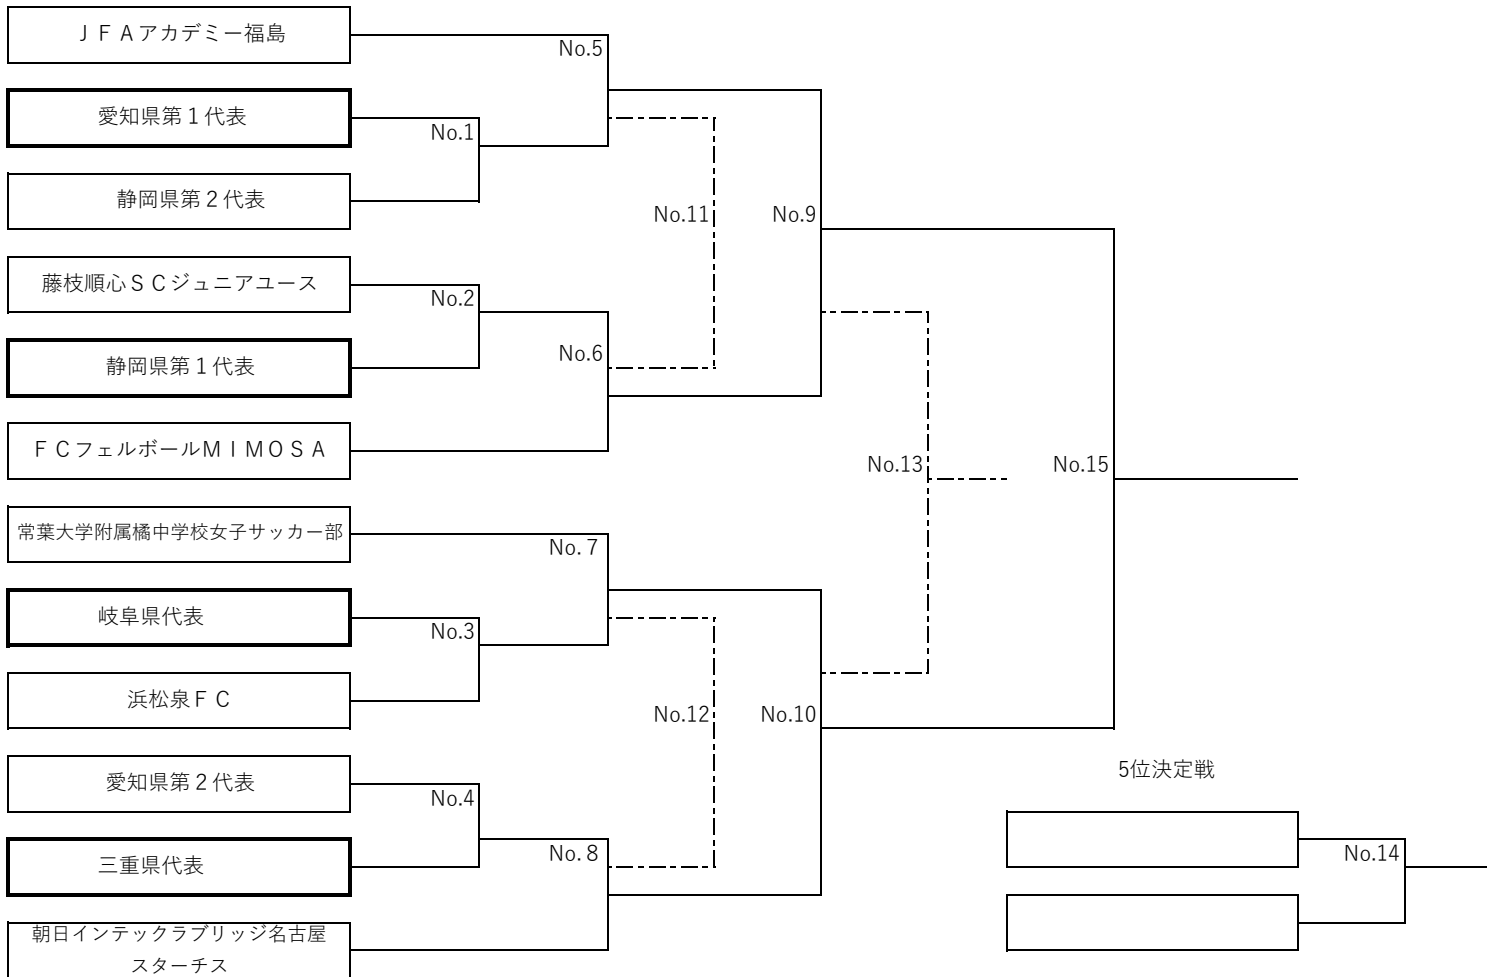 ＪＦＡアカデミー福島
No.5
愛知県第１代表
No.1
静岡県第２代表
No.11
No.9
藤枝順心ＳＣジュニアユース
No.2
静岡県第１代表
No.6
ＦＣフェルボールＭＩＭＯＳＡ
No.13
No.15
常葉大学附属橘中学校女子サッカー部
No.７
岐阜県代表
No.3
浜松泉ＦＣ
No.12
No.10
愛知県第２代表
No.4
5位決定戦
三重県代表
No.８
No.14
朝日インテックラブリッジ名古屋
スターチス